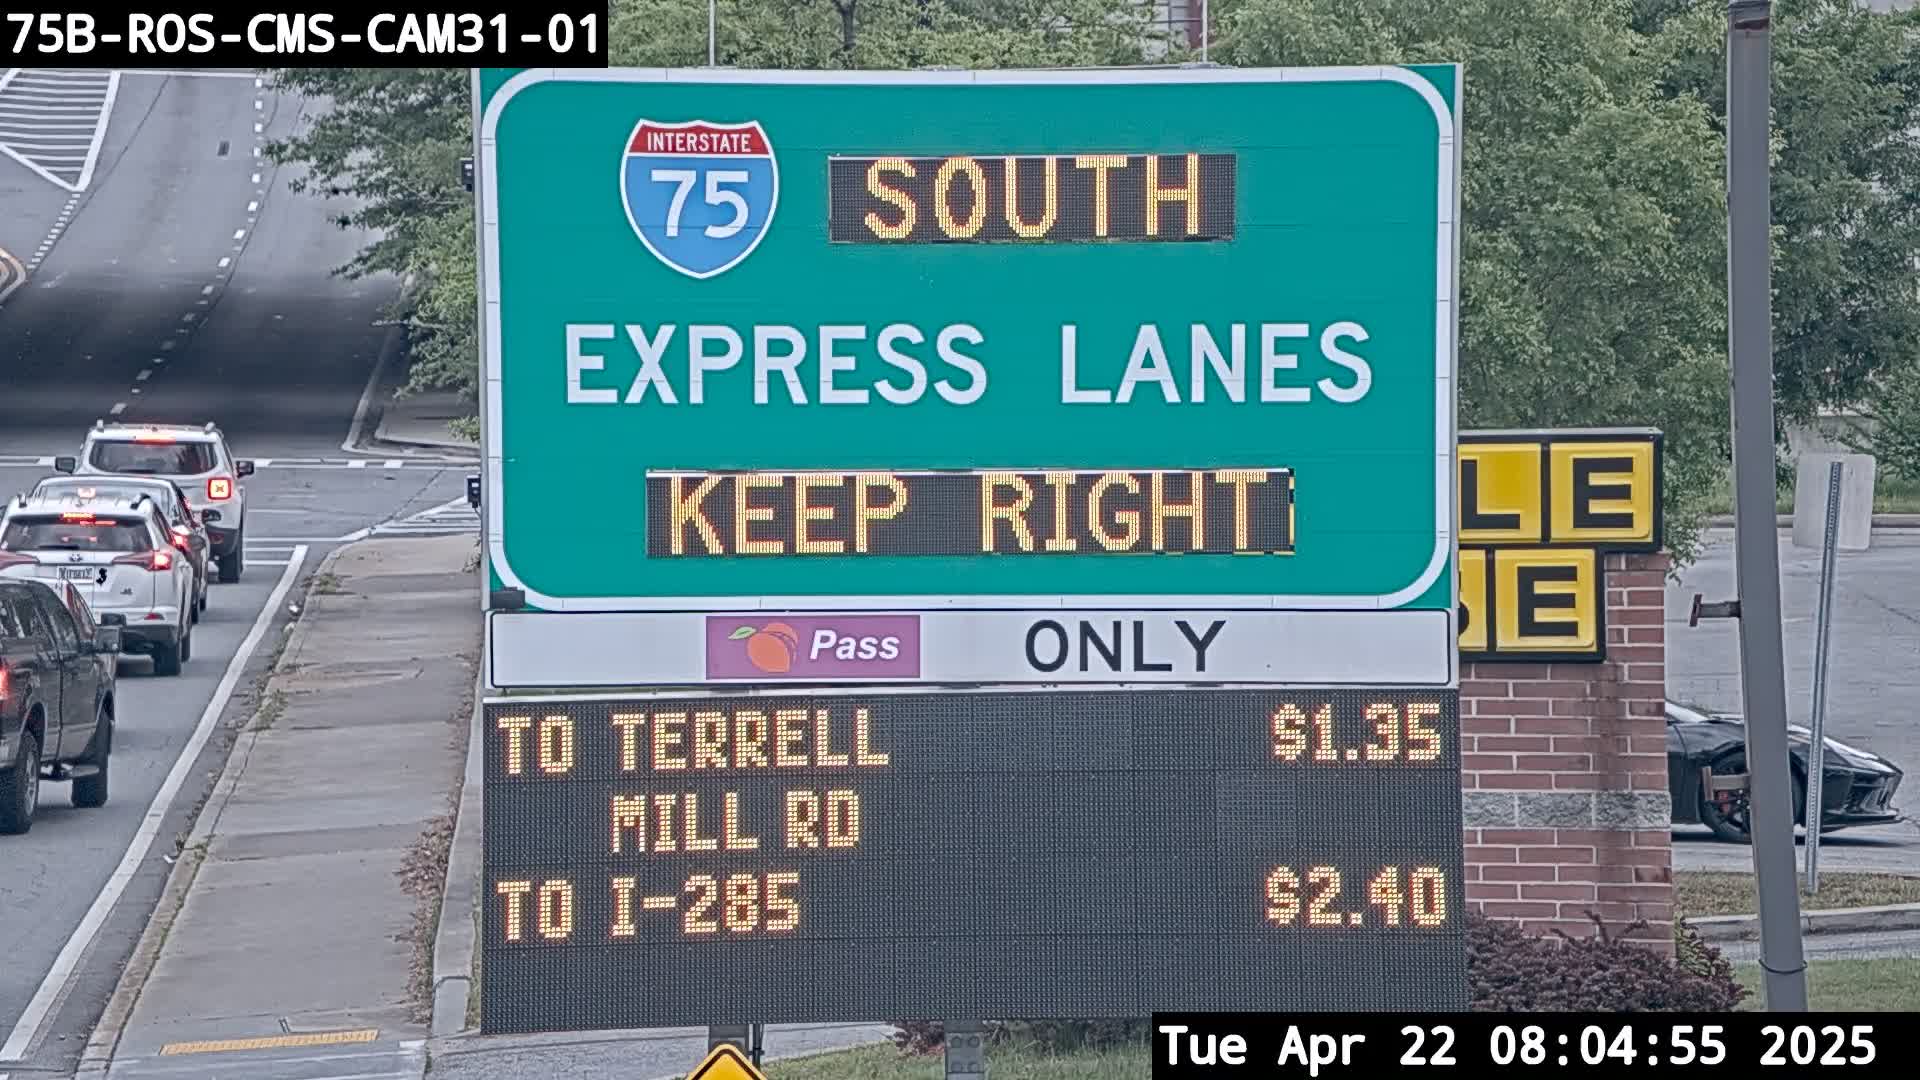 75B-ROS-CMS-CAM31-01
INTERSTATE
75
SOUTH
EXPRESS LANES
KEEP RIGHT
Pass ONLY
LE
E
TO TERRELL $1.35
MILL RD
TO I-285 $2.40
Tue Apr 22 08:04:55 2025